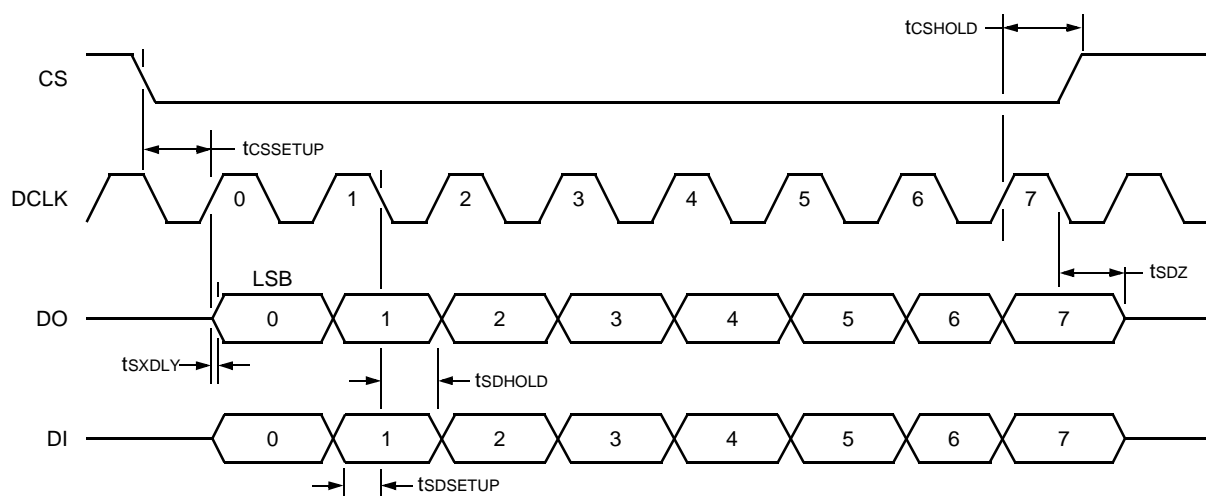 tCSHOLD
CS
tCSSETUP
DCLK 0 1 2 3 4 5 6 7
tSDZ
LSB
DO 0 1 2 3 4 5 6 7
tSXDLY
tSDHOLD
DI 0 1 2 3 4 5 6 7
tSDSETUP